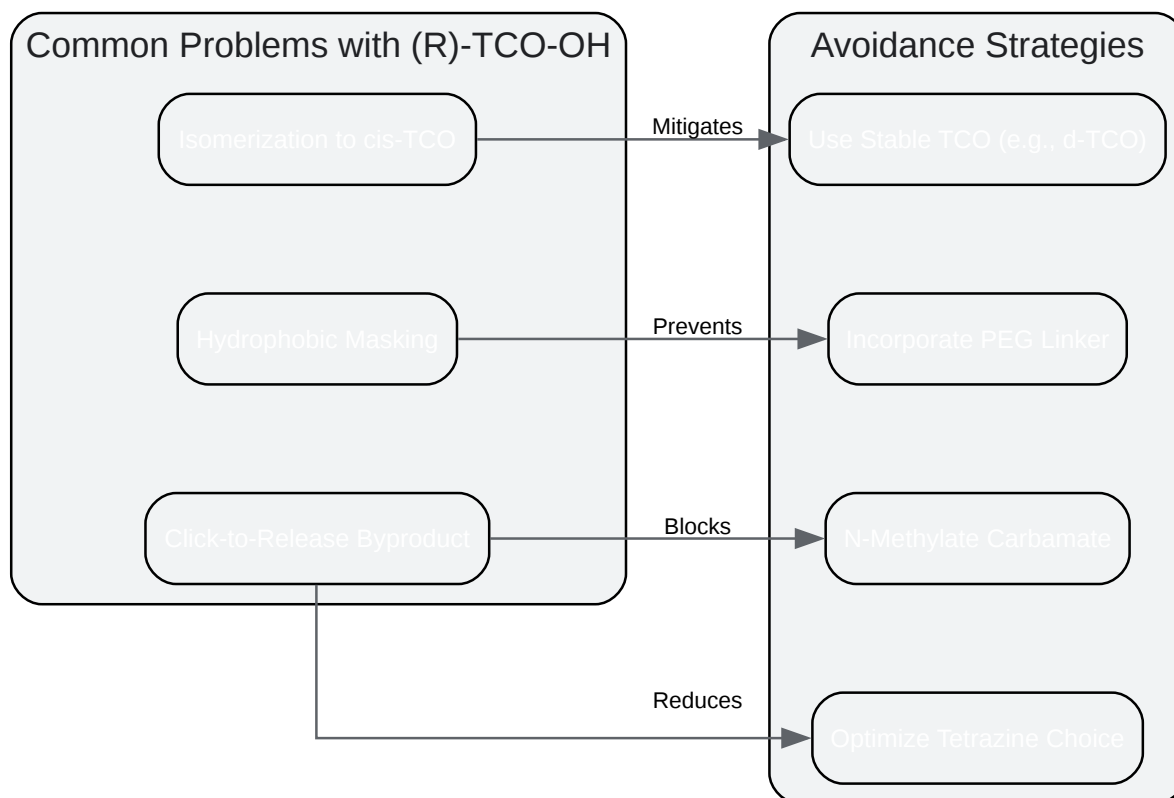 Common Problems with (R)-TCO-OH
Avoidance Strategies
Isomerization to cis-TCO
Mitigates
Use Stable TCO (e.g., d-TCO)
Hydrophobic Masking
Prevents
Incorporate PEG Linker
Click-to-Release Byproduct
Blocks
N-Methylate Carbamate
Reduces
Optimize Tetrazine Choice